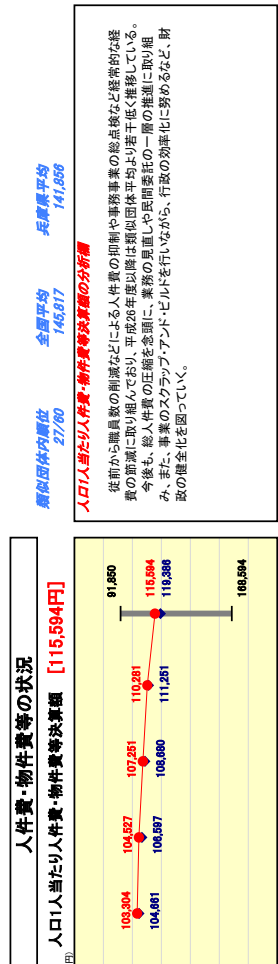 人件費・物件費等の状況
人口1人当たり人件費・物件費等決算額 [115,594円]
円)
103,304
104,527
107,251
110,281
115,594
104,661
106,597
108,680
111,251
119,386
91,850
168,594
類似団体内順位
27/60
全国平均
145,817
兵庫県平均
141,856
人口1人当たり人件費・物件費等決算額の分析欄
従前から職員数の削減などによる人件費の抑制や事務事業の総点検など経常的な経
費の節減に取り組んでおり、平成26年度以降は類似団体平均より若干低く推移している。
今後も、総人件費の圧縮を念頭に、業務の見直しや民間委託の一層の推進に取り組
み、また、事業のスクラップ・アンド・ビルドを行いながら、行政の効率化に努めるなど、財
政の健全化を図っていく。